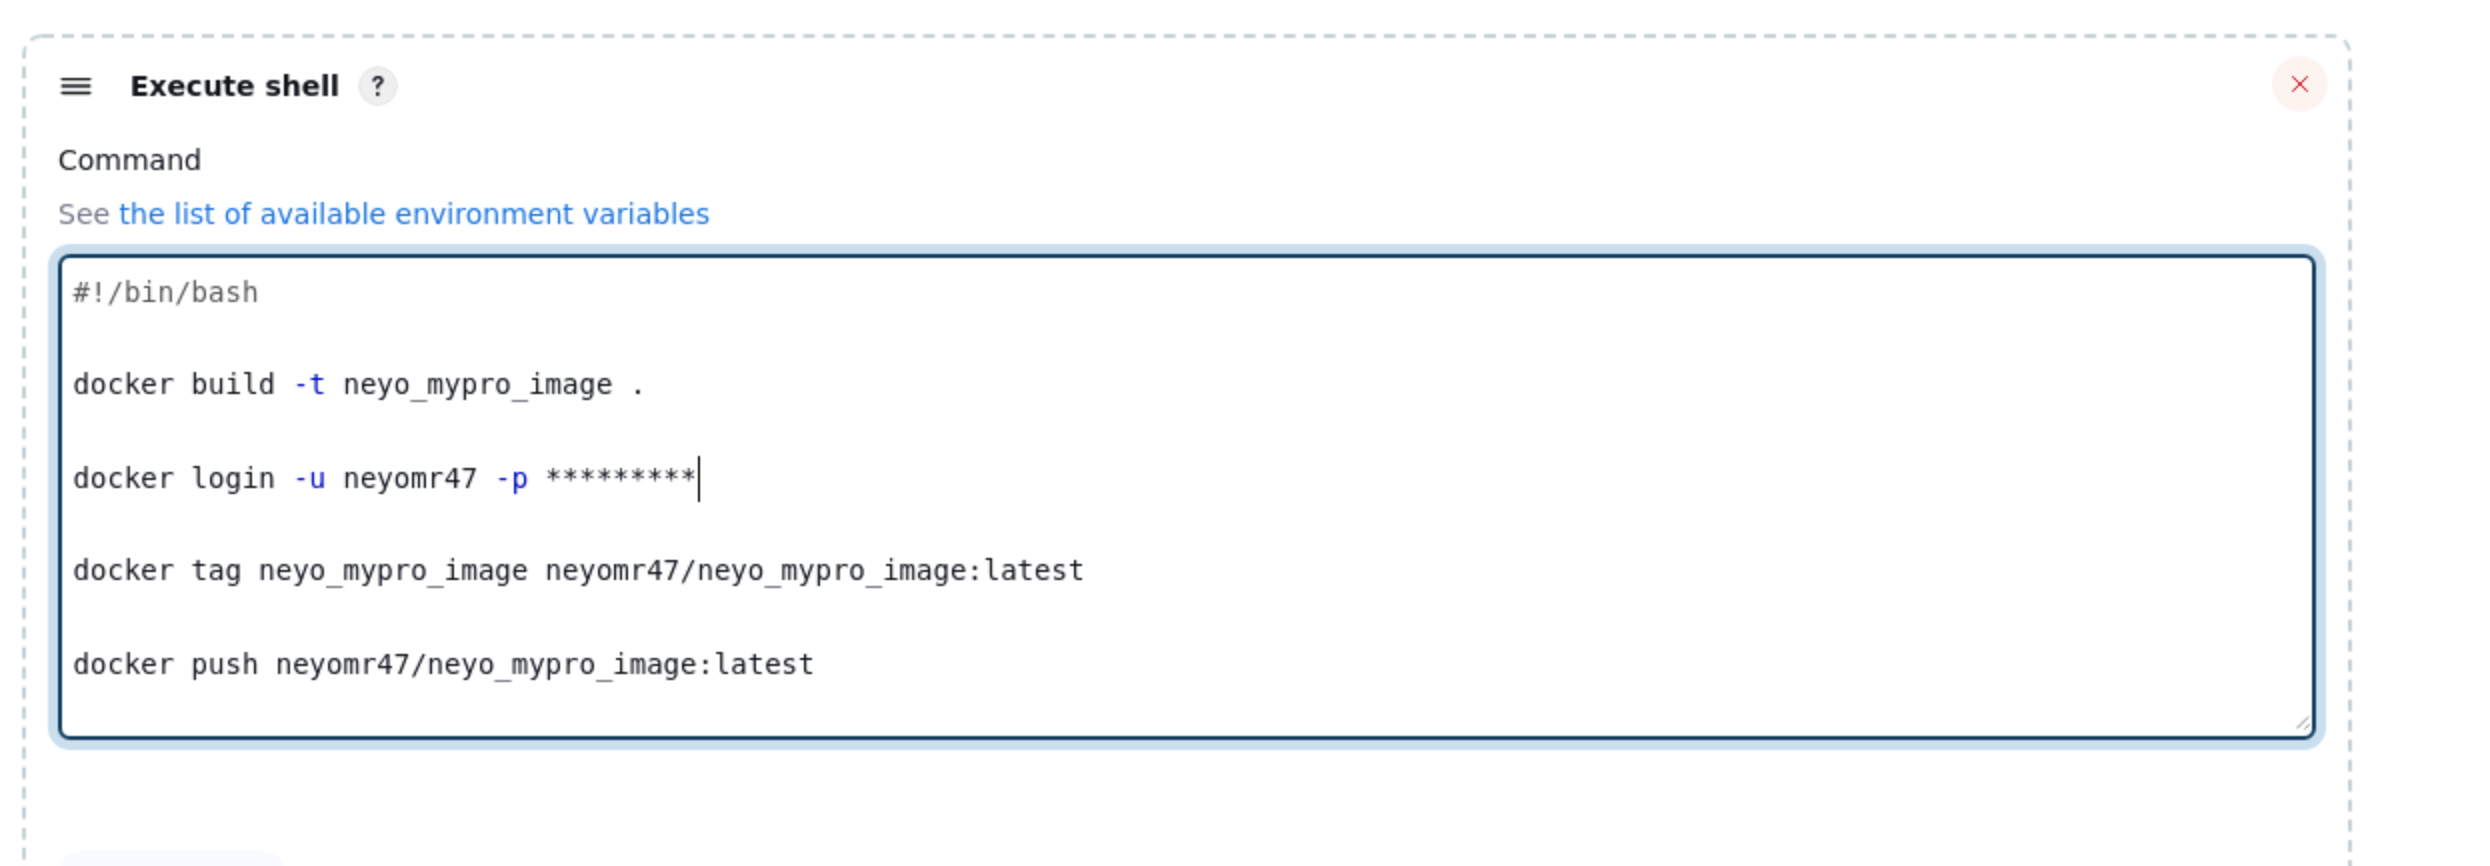 Execute shell ?
Command
See the list of available environment variables
#!/bin/bash
docker build -t neyo_mypro_image .
docker login -u neyomr47 -p *********
docker tag neyo_mypro_image neyomr47/neyo_mypro_image:latest
docker push neyomr47/neyo_mypro_image:latest